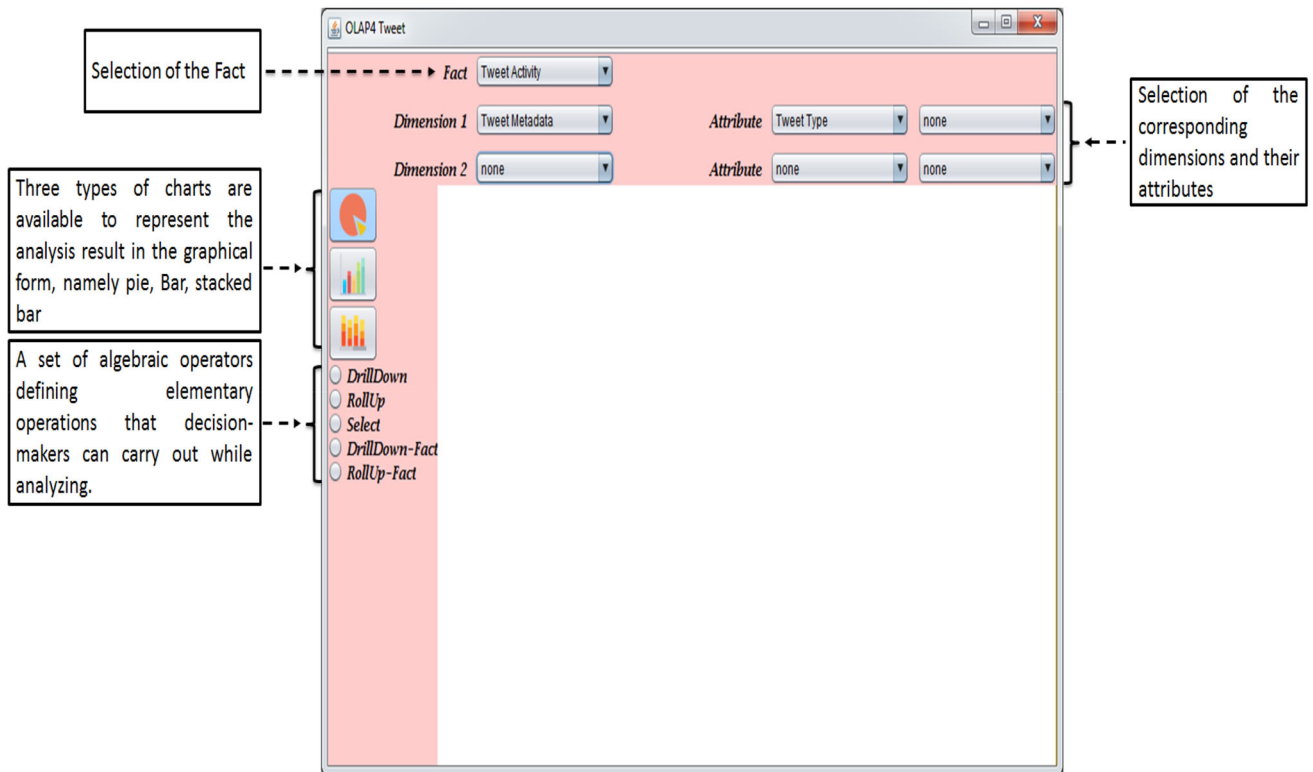 OLAP4 Tweet
Selection of the Fact
Fact Tweet Activity
Dimension 1 Tweet Metadata Attribute Tweet Type none
Dimension 2 none Attribute none none
Selection of the
corresponding
dimensions and their
attributes
Three types of charts are
available to represent the
analysis result in the graphical
form, namely pie, Bar, stacked
bar
A set of algebraic operators
defining elementary
operations that decision-
makers can carry out while
analyzing.
DrillDown
RollUp
Select
DrillDown-Fact
RollUp-Fact